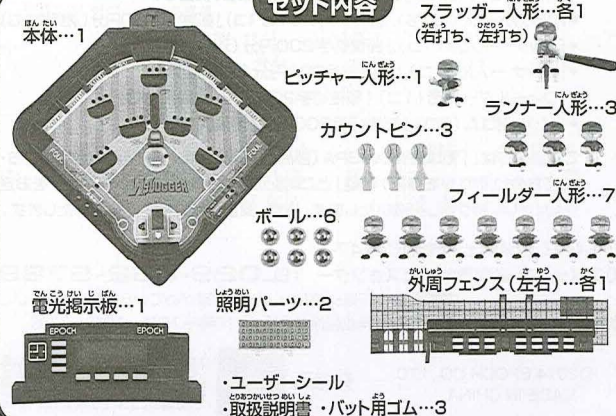 セット内容
本体…1
スラッガー人形…各1
(右打ち、左打ち)
ピッチャー人形…1
ランナー人形…3
カウントピン…3
フィールダー人形…7
ボール…6
電光掲示板…1
照明パーツ…2
外周フェンス(左右)…各1
EPOCH
EPOCH
・ユーザーシール
・取扱説明書 ・バット用ゴム…3